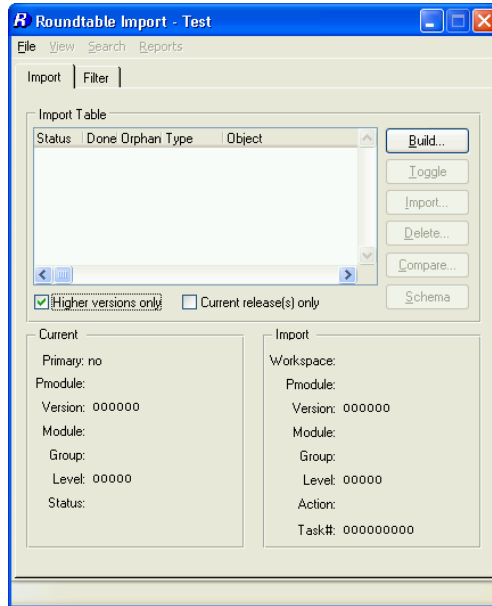 R Roundtable Import - Test
File View Search Reports
Import Filter
Import Table
Status Done Orphan Type Object
Build...
Toggle
Import...
Delete...
Compare...
Schema
Higher versions only Current release(s) only
Current
Primary: no
Pmodule:
Version: 000000
Module:
Group:
Level: 00000
Status:
Import
Workspace:
Pmodule:
Version: 000000
Module:
Group:
Level: 00000
Action:
Task#: 000000000